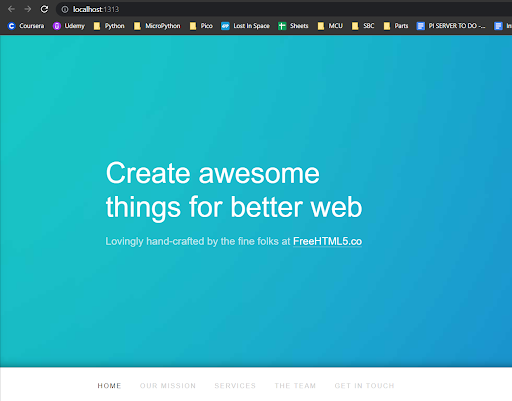 localhost:1313
Coursera Udemy Python MicroPython Pico Lost In Space Sheets MCU SBC Parts PI SERVER TO DO -...
Create awesome
things for better web
Lovingly hand-crafted by the fine folks at FreeHTML5.co
HOME OUR MISSION SERVICES THE TEAM GET IN TOUCH